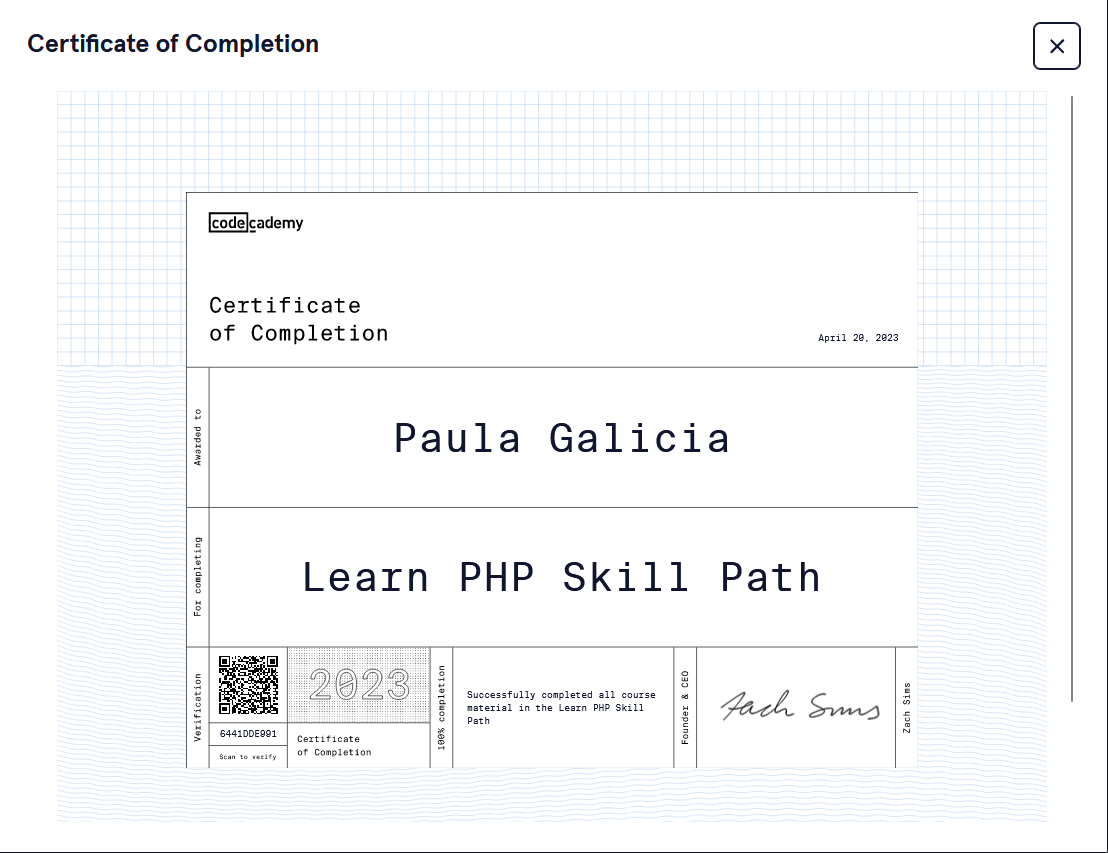 Certificate of Completion
codecademy
Certificate
of Completion
April 20, 2023
Awarded to
Paula Galicia
For completing
Learn PHP Skill Path
Verification
6441DDE091
Scan to verify
2023
Certificate
of Completion
100% completion
Successfully completed all course
material in the Learn PHP Skill
Path
Founder & CEO
Zach Sims
Zach Sims